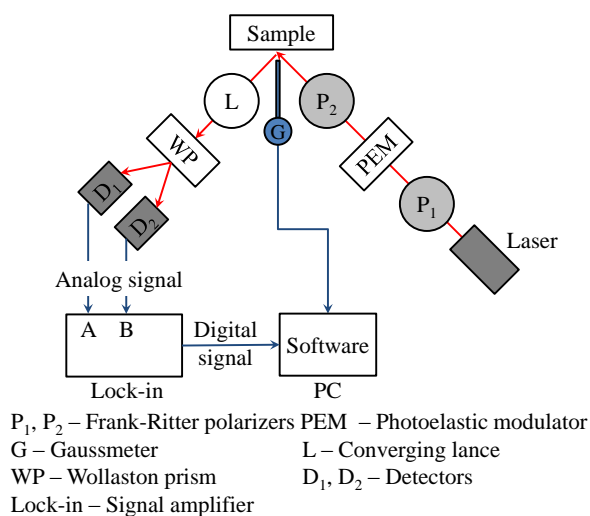 Sample
L
P2
G
WP
PEM
D1
P1
D2
Laser
Analog signal
A B
Digital
signal
Software
Lock-in
PC
P1, P2 – Frank-Ritter polarizers PEM – Photoelastic modulator
G – Gaussmeter L – Converging lance
WP – Wollaston prism D1, D2 – Detectors
Lock-in – Signal amplifier